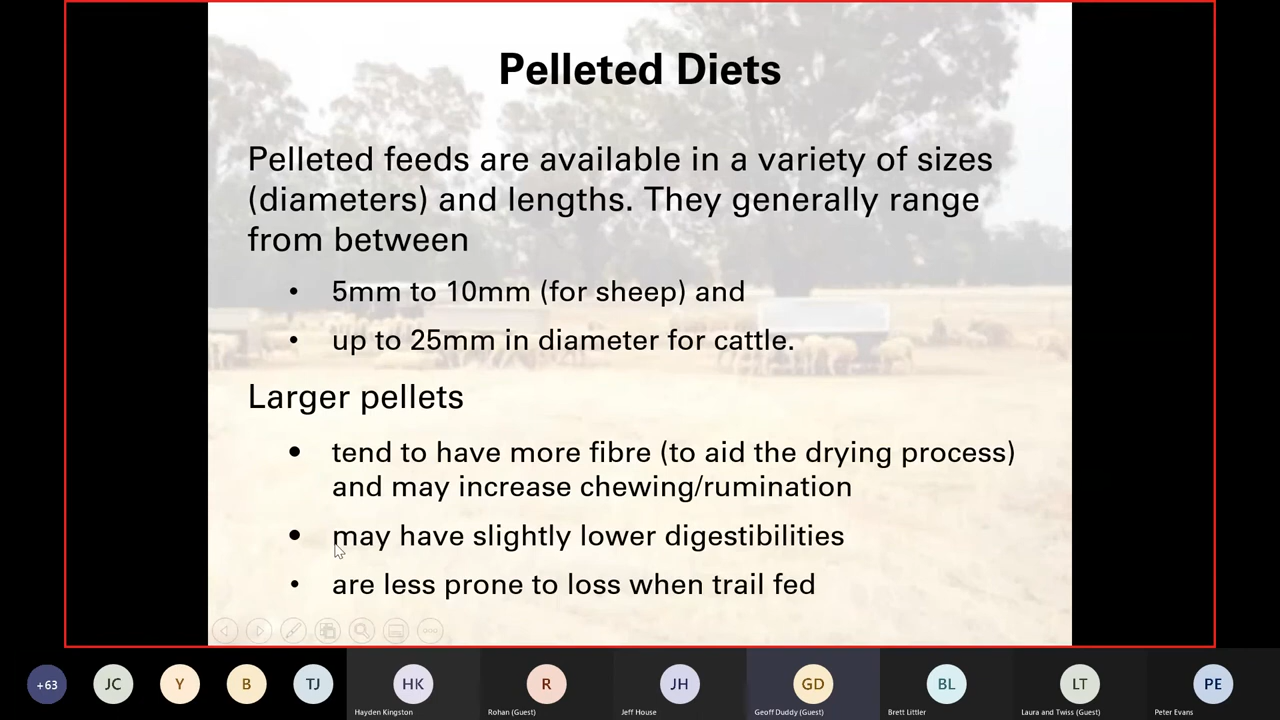 Pelleted Diets
Pelleted feeds are available in a variety of sizes
(diameters) and lengths. They generally range
from between
• 5mm to 10mm (for sheep) and
• up to 25mm in diameter for cattle.
Larger pellets
• tend to have more fibre (to aid the drying process)
and may increase chewing/rumination
• may have slightly lower digestibilities
• are less prone to loss when trail fed
+63 JC Y B TJ HK R JH GD BL LT PE
Hayden Kingston Rohan (Guest) Jeff House Geoff Duddy (Guest) Brett Littler Laura and Twiss (Guest) Peter Evans